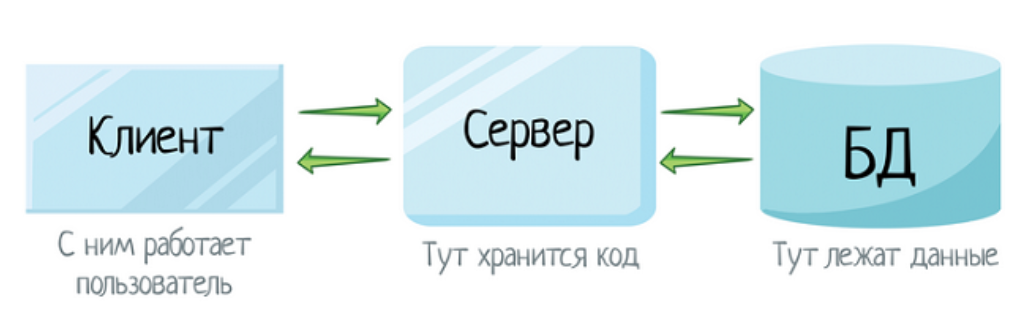 Клиент
С ним работает
пользователь
Сервер
Тут хранится код
БД
Тут лежат данные